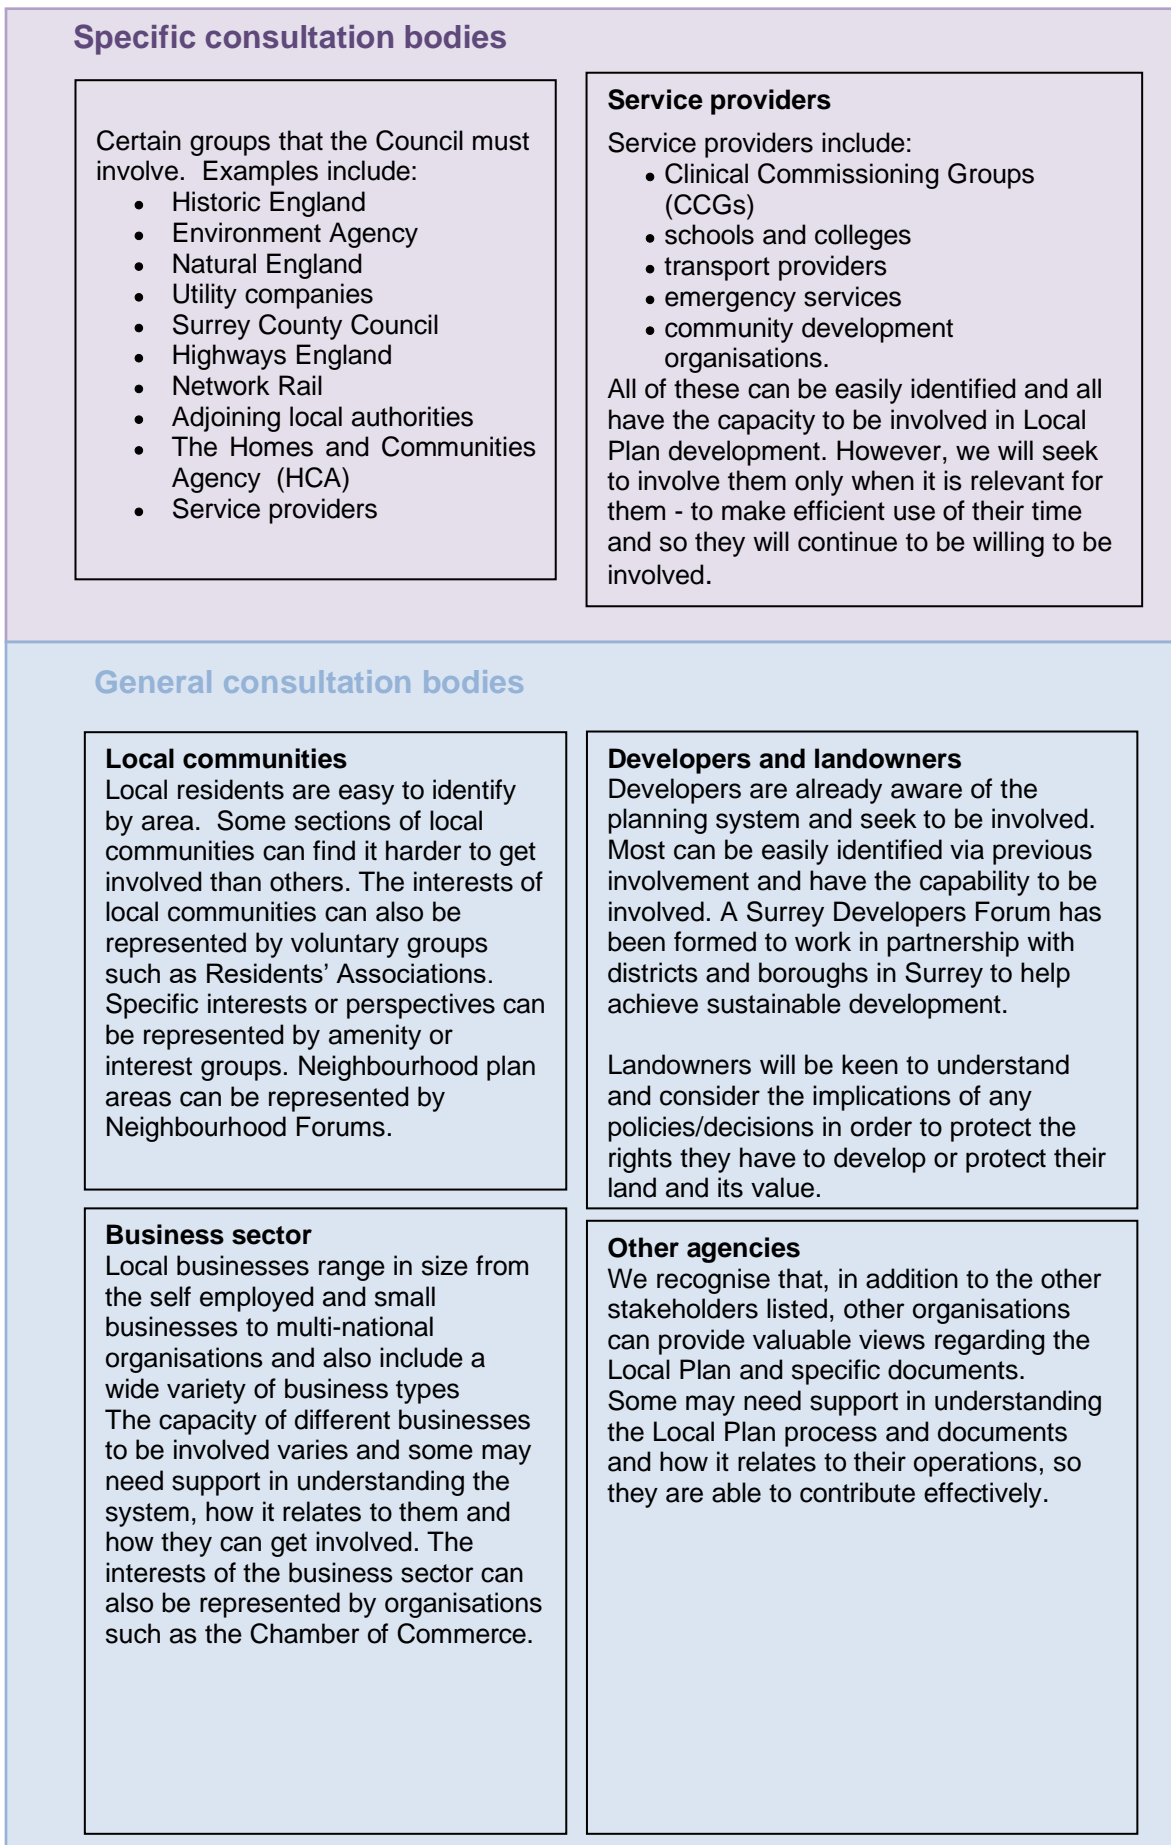 Specific consultation bodies
Certain groups that the Council must
involve.  Examples include:
• Historic England
• Environment Agency
• Natural England
• Utility companies
• Surrey County Council
• Highways England
• Network Rail
• Adjoining local authorities
• The Homes and Communities
Agency  (HCA)
• Service providers
Service providers
Service providers include:
• Clinical Commissioning Groups
(CCGs)
• schools and colleges
• transport providers
• emergency services
• community development
organisations.
All of these can be easily identified and all
have the capacity to be involved in Local
Plan development. However, we will seek
to involve them only when it is relevant for
them - to make efficient use of their time
and so they will continue to be willing to be
involved.
General consultation bodies
Local communities
Local residents are easy to identify
by area.  Some sections of local
communities can find it harder to get
involved than others. The interests of
local communities can also be
represented by voluntary groups
such as Residents’ Associations.
Specific interests or perspectives can
be represented by amenity or
interest groups. Neighbourhood plan
areas can be represented by
Neighbourhood Forums.
Developers and landowners
Developers are already aware of the
planning system and seek to be involved.
Most can be easily identified via previous
involvement and have the capability to be
involved. A Surrey Developers Forum has
been formed to work in partnership with
districts and boroughs in Surrey to help
achieve sustainable development.
Landowners will be keen to understand
and consider the implications of any
policies/decisions in order to protect the
rights they have to develop or protect their
land and its value.
Business sector
Local businesses range in size from
the self employed and small
businesses to multi-national
organisations and also include a
wide variety of business types
The capacity of different businesses
to be involved varies and some may
need support in understanding the
system, how it relates to them and
how they can get involved. The
interests of the business sector can
also be represented by organisations
such as the Chamber of Commerce.
Other agencies
We recognise that, in addition to the other
stakeholders listed, other organisations
can provide valuable views regarding the
Local Plan and specific documents.
Some may need support in understanding
the Local Plan process and documents
and how it relates to their operations, so
they are able to contribute effectively.